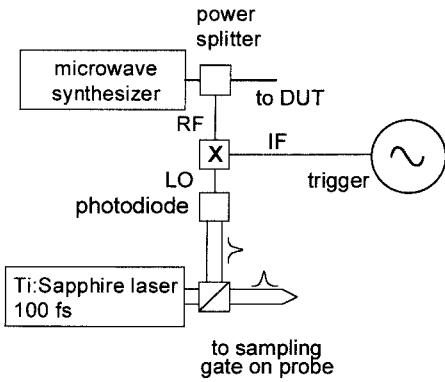 power
splitter
microwave
synthesizer
to DUT
RF
X
IF
LO
trigger
photodiode
Ti:Sapphire laser
100 fs
to sampling
gate on probe